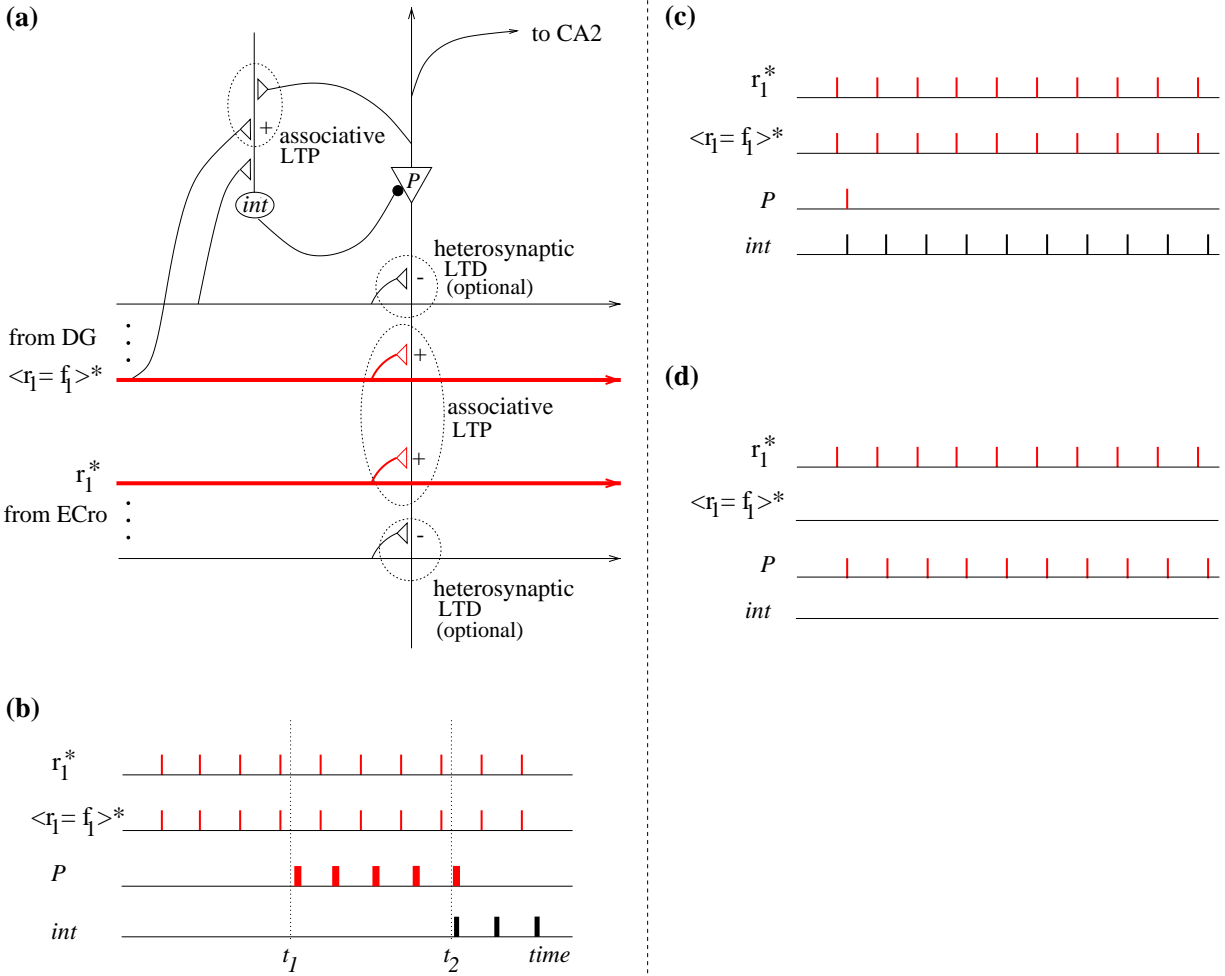 (a)
to CA2
+
associative
LTP
P
int
heterosynaptic
LTD
(optional)
-
from DG
<r1= f1>*
+
associative
LTP
r1*
+
from ECro
-
heterosynaptic
LTD
(optional)
(b)
r1*
<r1= f1>*
P
int
t1
t2
time
(c)
r1*
<r1= f1>*
P
int
(d)
r1*
<r1= f1>*
P
int